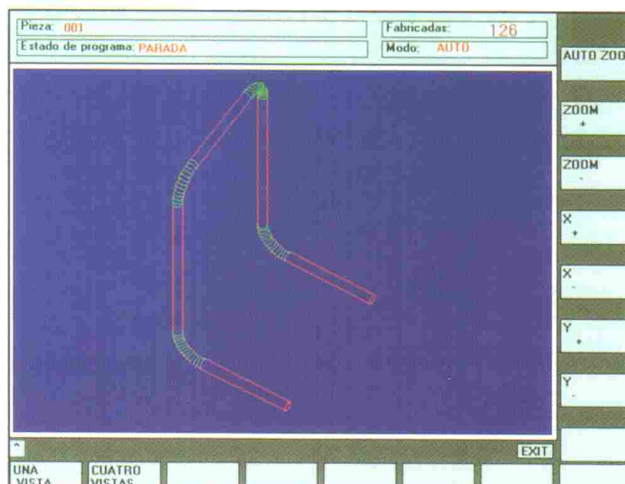 Pieza: 001
Fabricadas: 126
Estado de programa: PARADA
Modo: AUTO
AUTO ZOO
ZOOM
+
ZOOM
-
X
+
X
-
Y
+
Y
-
^
EXIT
UNA
VISTA
CUATRO
VISTAS